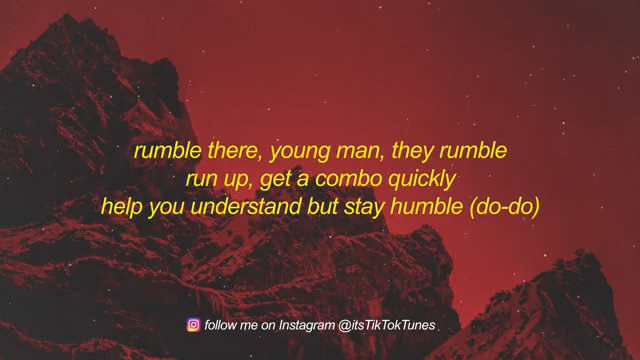 rumble there, young man, they rumble
run up, get a combo quickly
help you understand but stay humble (do-do)
follow me on Instagram @itsTikTokTunes